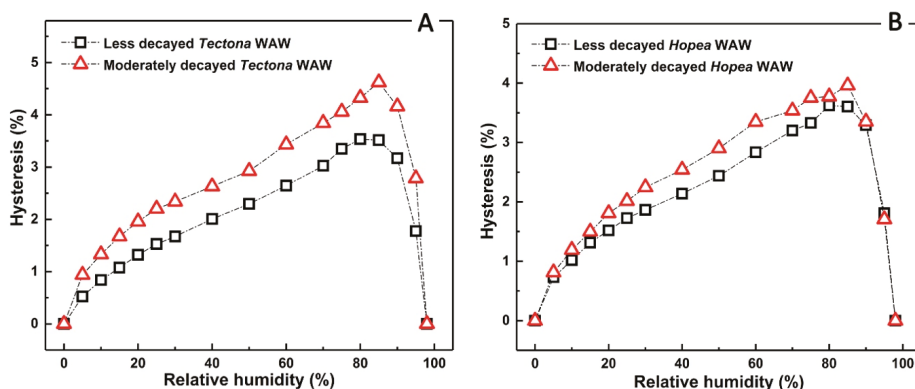 A
Less decayed Tectona WAW
Moderately decayed Tectona WAW
Hysteresis (%)
5
4
3
2
1
0
0 20 40 60 80 100
Relative humidity (%)
B
Less decayed Hopea WAW
Moderately decayed Hopea WAW
Hysteresis (%)
5
4
3
2
1
0
0 20 40 60 80 100
Relative humidity (%)